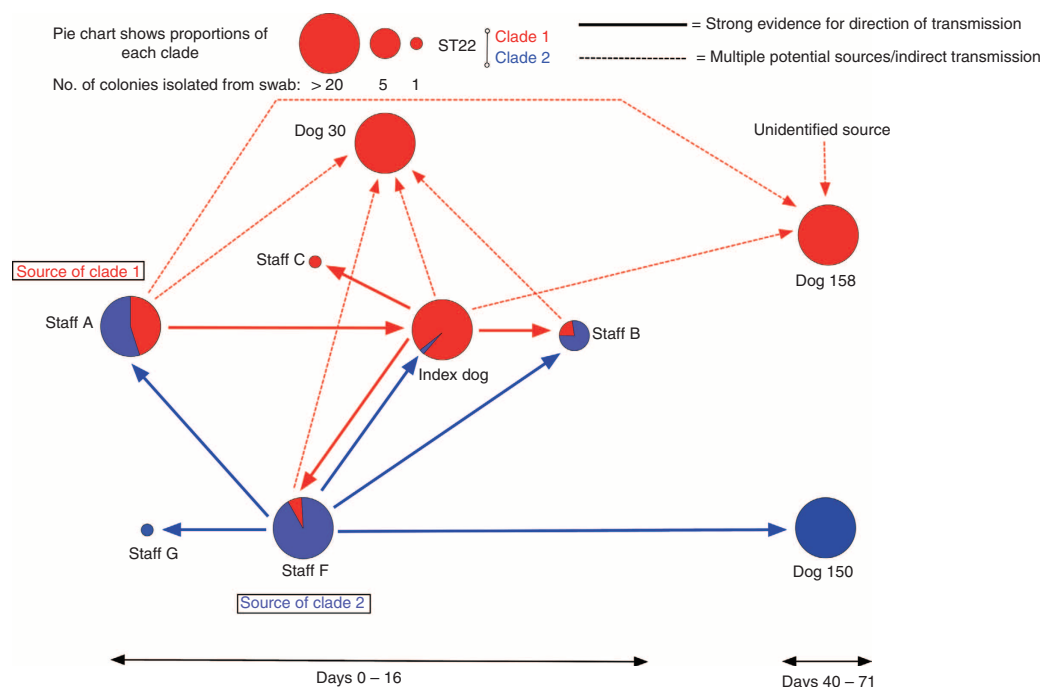 Pie chart shows proportions of
each clade
ST22
Clade 1
Clade 2
= Strong evidence for direction of transmission
= Multiple potential sources/indirect transmission
No. of colonies isolated from swab: > 20 5 1
Dog 30
Unidentified source
Staff C
Source of clade 1
Dog 158
Staff A
Staff B
Index dog
Staff G
Staff F
Dog 150
Source of clade 2
Days 0 – 16
Days 40 – 71